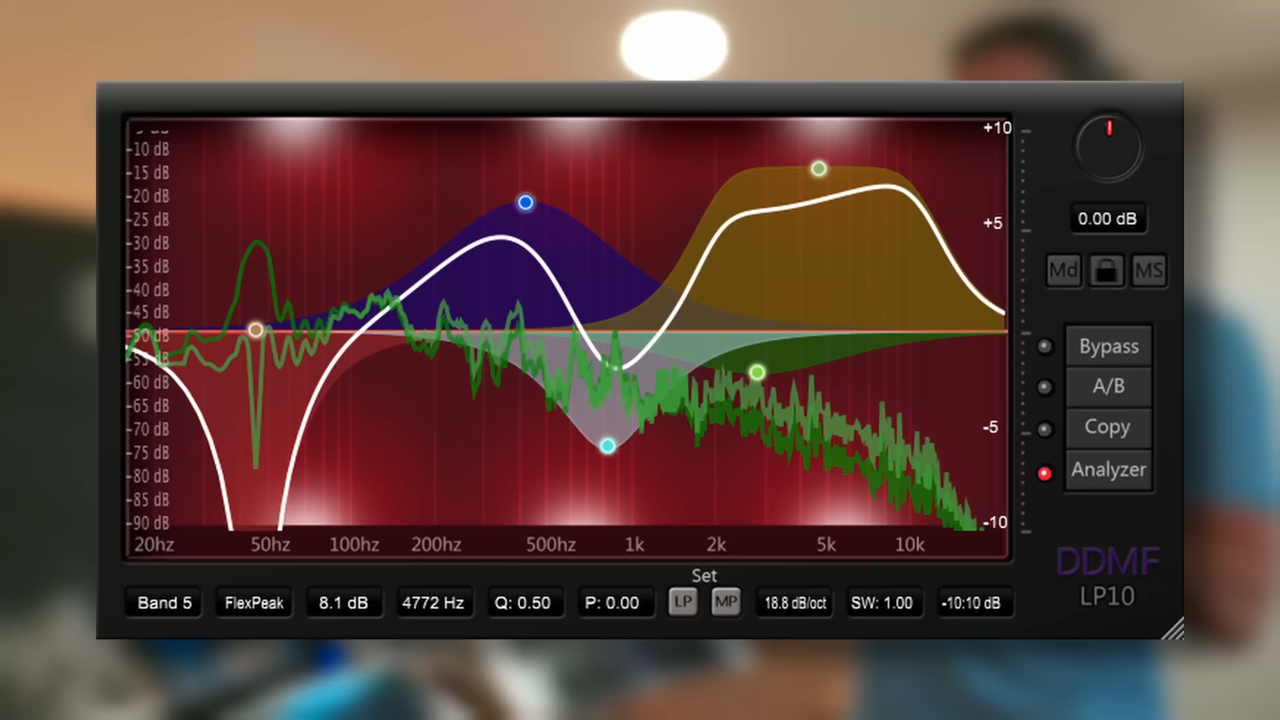 -10 dB
-15 dB
-20 dB
-25 dB
-30 dB
-35 dB
-40 dB
-45 dB
-50 dB
-55 dB
-60 dB
-65 dB
-70 dB
-75 dB
-80 dB
-85 dB
-90 dB
+10
+5
-5
-10
20hz 50hz 100hz 200hz 500hz 1k 2k 5k 10k
0.00 dB
Md MS
Bypass
A/B
Copy
Analyzer
DDMF
LP10
Set
Band 5 FlexPeak 8.1 dB 4772 Hz Q: 0.50 P: 0.00 LP MP 18.8 dB/oct SW: 1.00 -10:10 dB